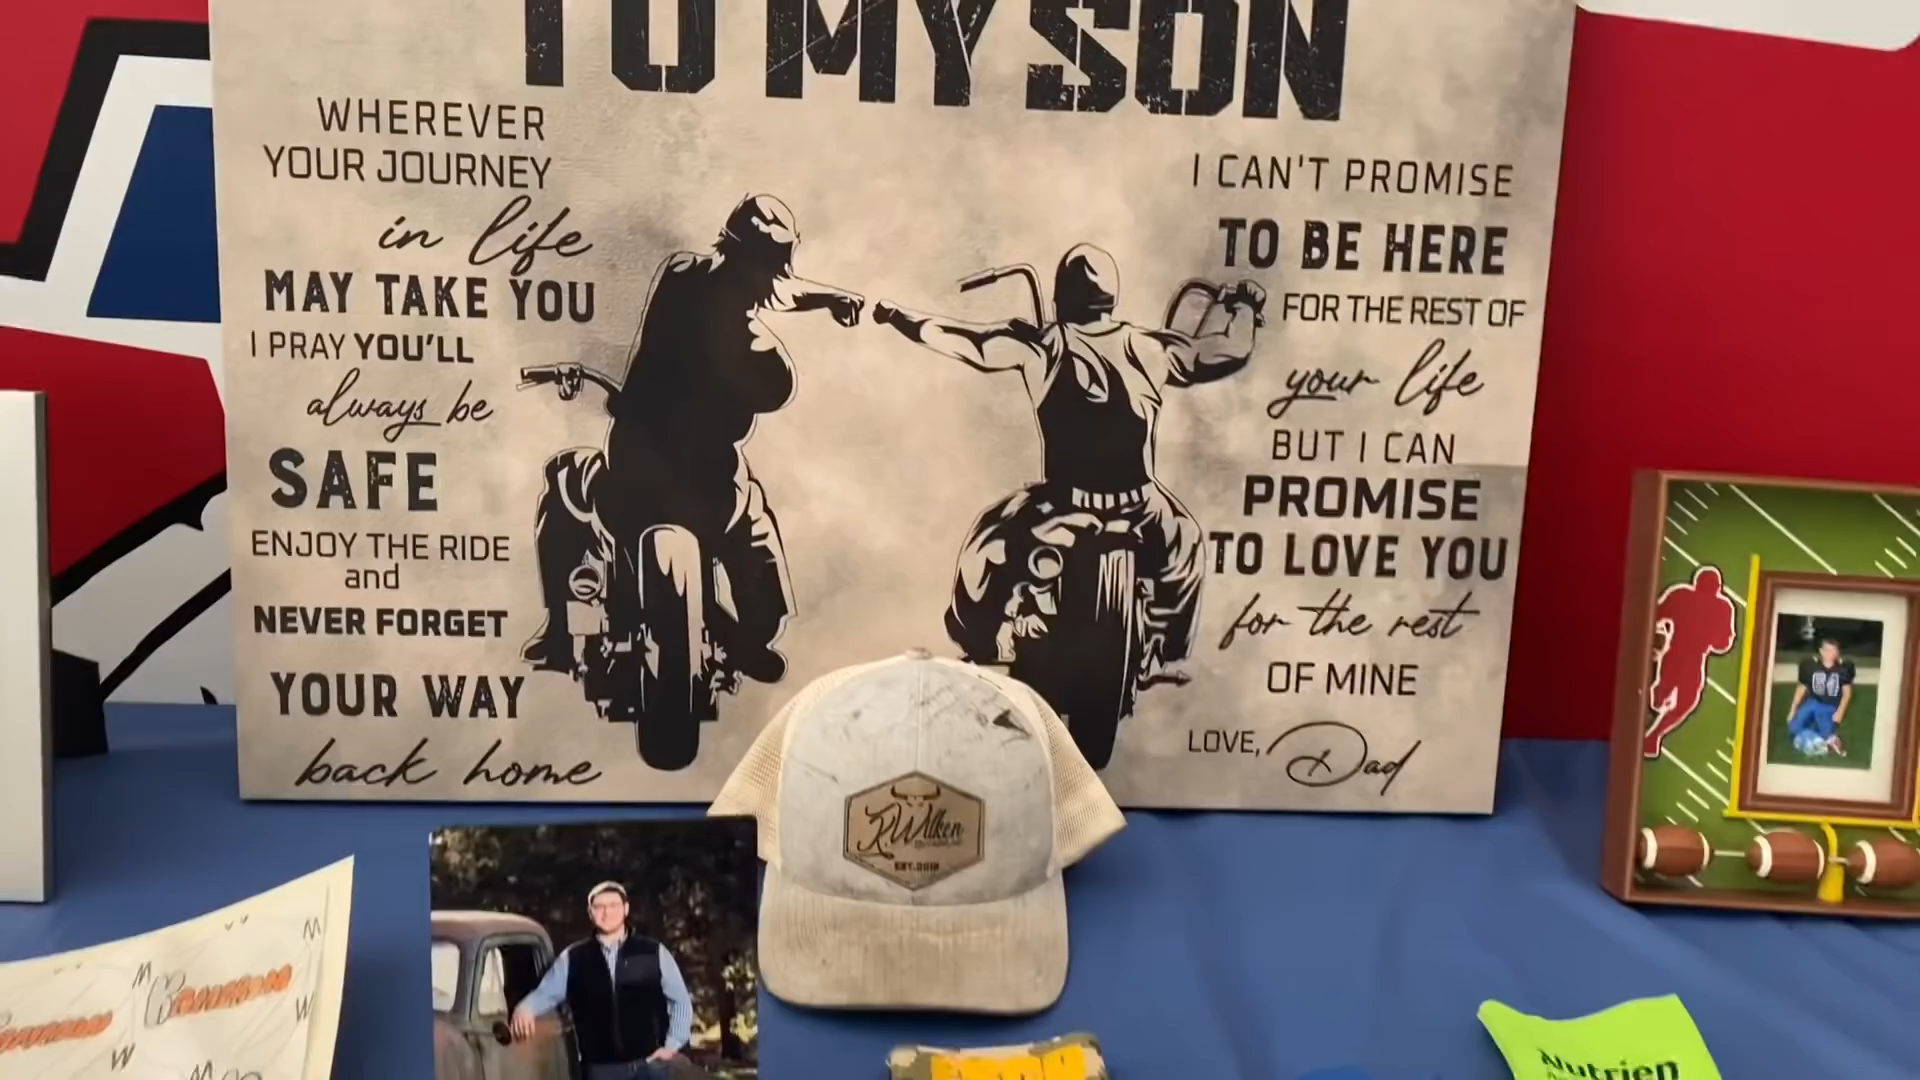 TO MY SON
WHEREVER
YOUR JOURNEY
in life
MAY TAKE YOU
I PRAY YOU'LL
always be
SAFE
ENJOY THE RIDE
and
NEVER FORGET
YOUR WAY
back home
I CAN'T PROMISE
TO BE HERE
FOR THE REST OF
your life
BUT I CAN
PROMISE
TO LOVE YOU
for the rest
OF MINE
LOVE, Dad
R. Wilken
EST. 2018
64
Nutrien